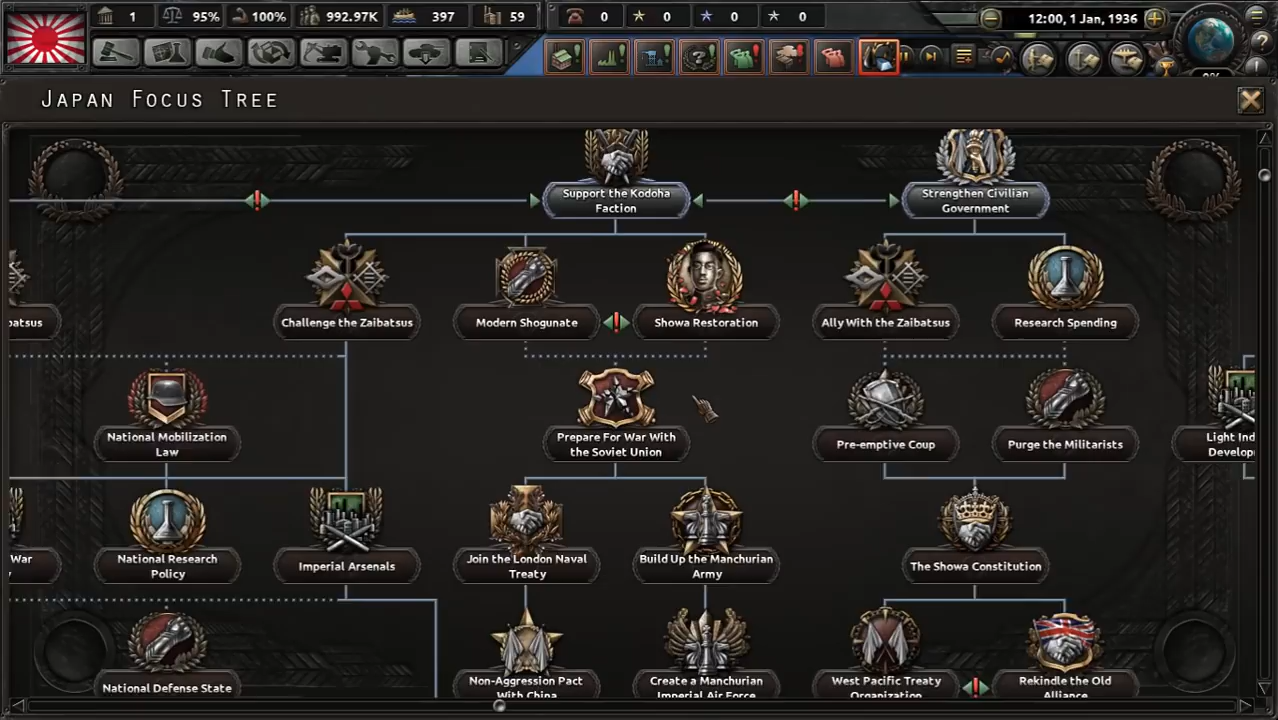 1
95%
100%
992.97K
397
59
0
0
0
0
12:00, 1 Jan, 1936
JAPAN FOCUS TREE
Support the Kodoha
Faction
Strengthen Civilian
Government
Challenge the Zaibatsus
Modern Shogunate
Showa Restoration
Ally With the Zaibatsus
Research Spending
National Mobilization
Law
Prepare For War With
the Soviet Union
Pre-emptive Coup
Purge the Militarists
War
National Research
Policy
Imperial Arsenals
Join the London Naval
Treaty
Build Up the Manchurian
Army
The Showa Constitution
National Defense State
Non-Aggression Pact
With China
Create a Manchurian
Imperial Air Force
West Pacific Treaty
Organization
Rekindle the Old
Alliance